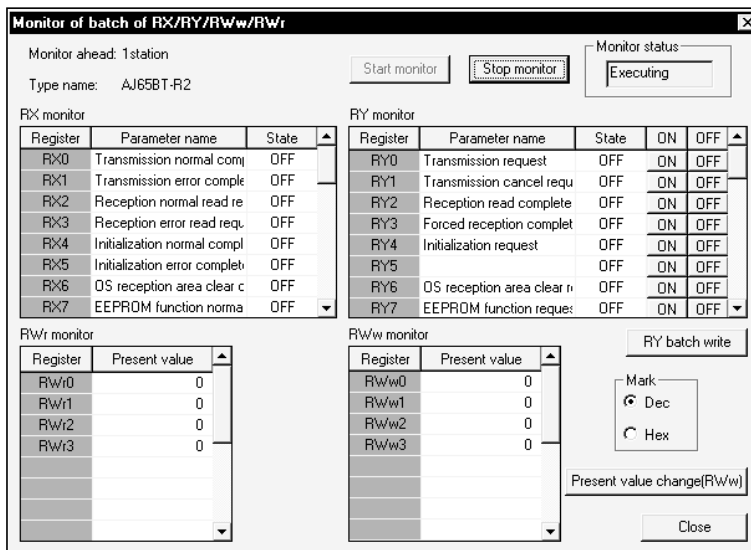 Monitor of batch of RX/RY/RWw/RWr
Monitor ahead: 1station
Type name: AJ65BT-R2
Start monitor
Stop monitor
Monitor status
Executing
RX monitor
Register Parameter name State
RX0 Transmission normal comp OFF
RX1 Transmission error comple OFF
RX2 Reception normal read re OFF
RX3 Reception error read requ OFF
RX4 Initialization normal compl OFF
RX5 Initialization error complet OFF
RX6 OS reception area clear c OFF
RX7 EEPROM function norma OFF
RY monitor
Register Parameter name State ON OFF
RY0 Transmission request OFF ON OFF
RY1 Transmission cancel requ OFF ON OFF
RY2 Reception read complete OFF ON OFF
RY3 Forced reception complet OFF ON OFF
RY4 Initialization request OFF ON OFF
RY5 OFF ON OFF
RY6 OS reception area clear r OFF ON OFF
RY7 EEPROM function reques OFF ON OFF
RWr monitor
Register Present value
RWr0 0
RWr1 0
RWr2 0
RWr3 0
RWw monitor
Register Present value
RWw0 0
RWw1 0
RWw2 0
RWw3 0
RY batch write
Mark
Dec
Hex
Present value change(RWw)
Close